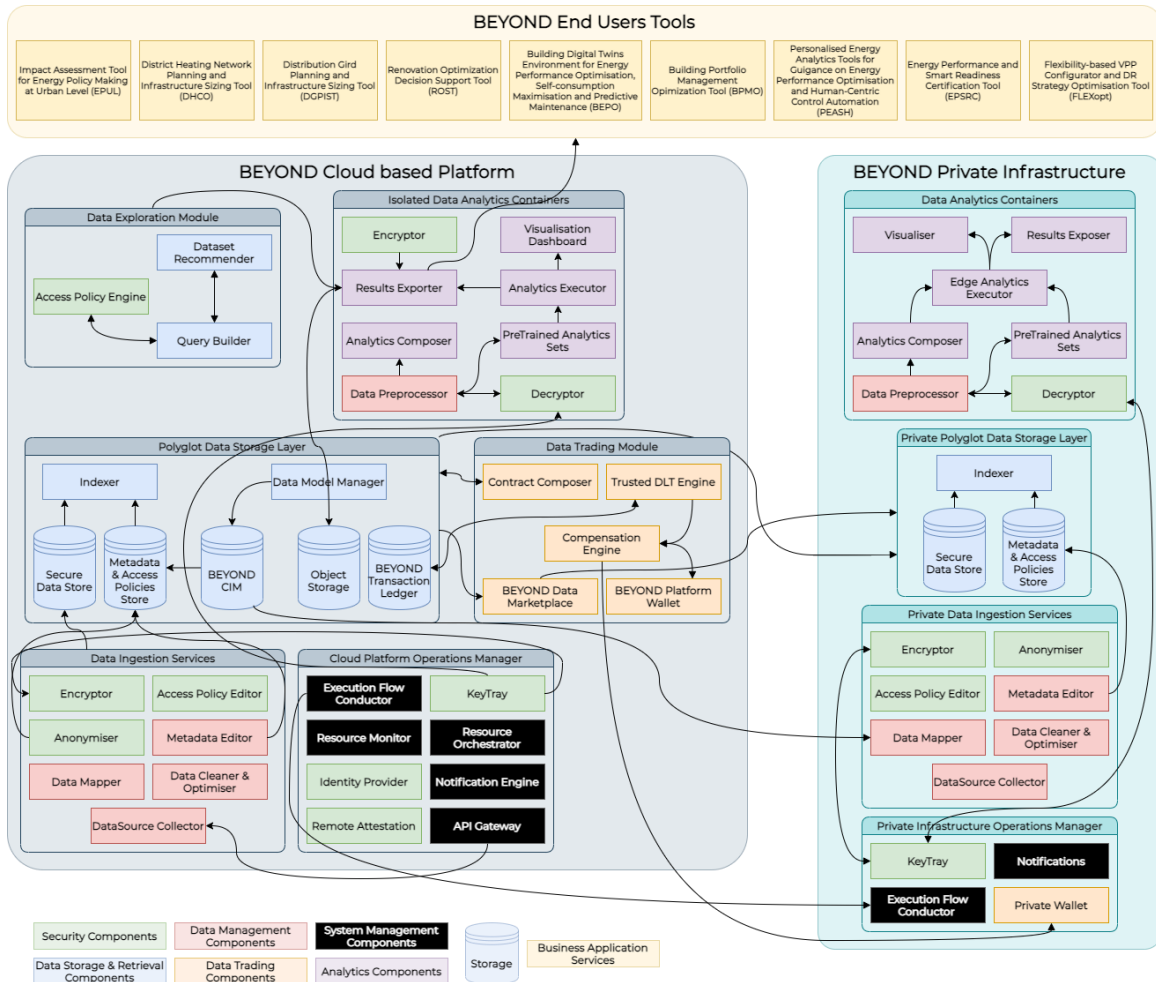 BEYOND End Users Tools
Impact Assessment Tool
for Energy Policy Making
at Urban Level (EPUL)
District Heating Network
Planning and
Infrastructure Sizing Tool
(DHCO)
Distribution Gird
Planning and
Infrastructure Sizing Tool
(DGPIST)
Renovation Optimization
Decision Support Tool
(ROST)
Building Digital Twins
Environment for Energy
Performance Optimisation,
Self-consumption
Maximisation and Predictive
Maintenance (BEPO)
Building Portfolio
Management
Opimization Tool (BPMO)
Personalised Energy
Analytics Tools for
Guigance on Energy
Performance Optimisation
and Human-Centric
Control Automation
(PEASH)
Energy Performance and
Smart Readiness
Certification Tool
(EPSRC)
Flexibility-based VPP
Configurator and DR
Strategy Optimisation Tool
(FLEXopt)
BEYOND Cloud based Platform
Data Exploration Module
Dataset
Recommender
Access Policy Engine
Query Builder
Isolated Data Analytics Containers
Encryptor
Visualisation
Dashboard
Results Exporter
Analytics Executor
Analytics Composer
PreTrained Analytics
Sets
Data Preprocessor
Decryptor
Polyglot Data Storage Layer
Indexer
Data Model Manager
Secure
Data Store
Metadata
& Access
Policies
Store
BEYOND
CIM
Object
Storage
BEYOND
Transaction
Ledger
Data Trading Module
Contract Composer
Trusted DLT Engine
Compensation
Engine
BEYOND Data
Marketplace
BEYOND Platform
Wallet
Data Ingestion Services
Encryptor
Access Policy Editor
Anonymiser
Metadata Editor
Data Mapper
Data Cleaner &
Optimiser
DataSource Collector
Cloud Platform Operations Manager
Execution Flow
Conductor
KeyTray
Resource Monitor
Resource
Orchestrator
Identity Provider
Notification Engine
Remote Attestation
API Gateway
BEYOND Private Infrastructure
Data Analytics Containers
Visualiser
Results Exposer
Edge Analytics
Executor
Analytics Composer
PreTrained Analytics
Sets
Data Preprocessor
Decryptor
Private Polyglot Data Storage Layer
Indexer
Secure
Data Store
Metadata
& Access
Policies
Store
Private Data Ingestion Services
Encryptor
Anonymiser
Access Policy Editor
Metadata Editor
Data Mapper
Data Cleaner &
Optimiser
DataSource Collector
Private Infrastructure Operations Manager
KeyTray
Notifications
Execution Flow
Conductor
Private Wallet
Security Components
Data Management
Components
System Management
Components
Storage
Business Application
Services
Data Storage & Retrieval
Components
Data Trading
Components
Analytics Components